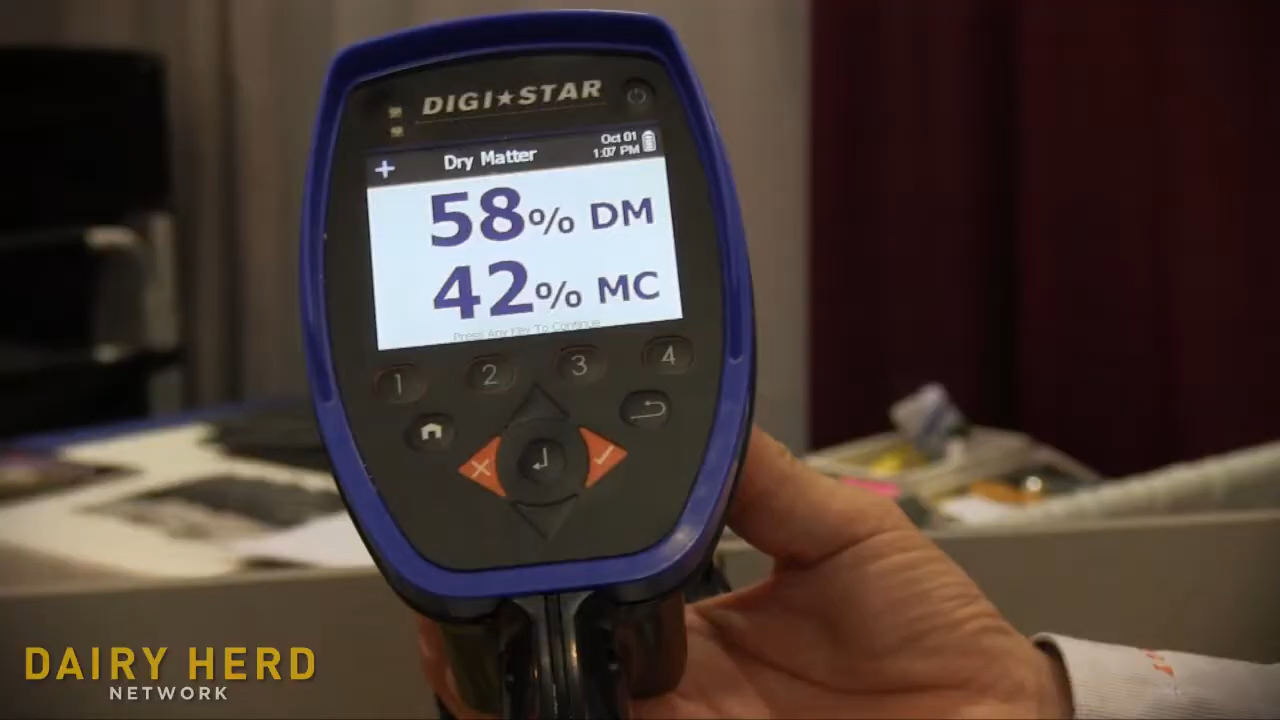 DIGI★STAR
Dry Matter
Oct 01
1:07 PM
58% DM
42% MC
Press Any Key To Continue
1 2 3 4
DAIRY HERD
NETWORK